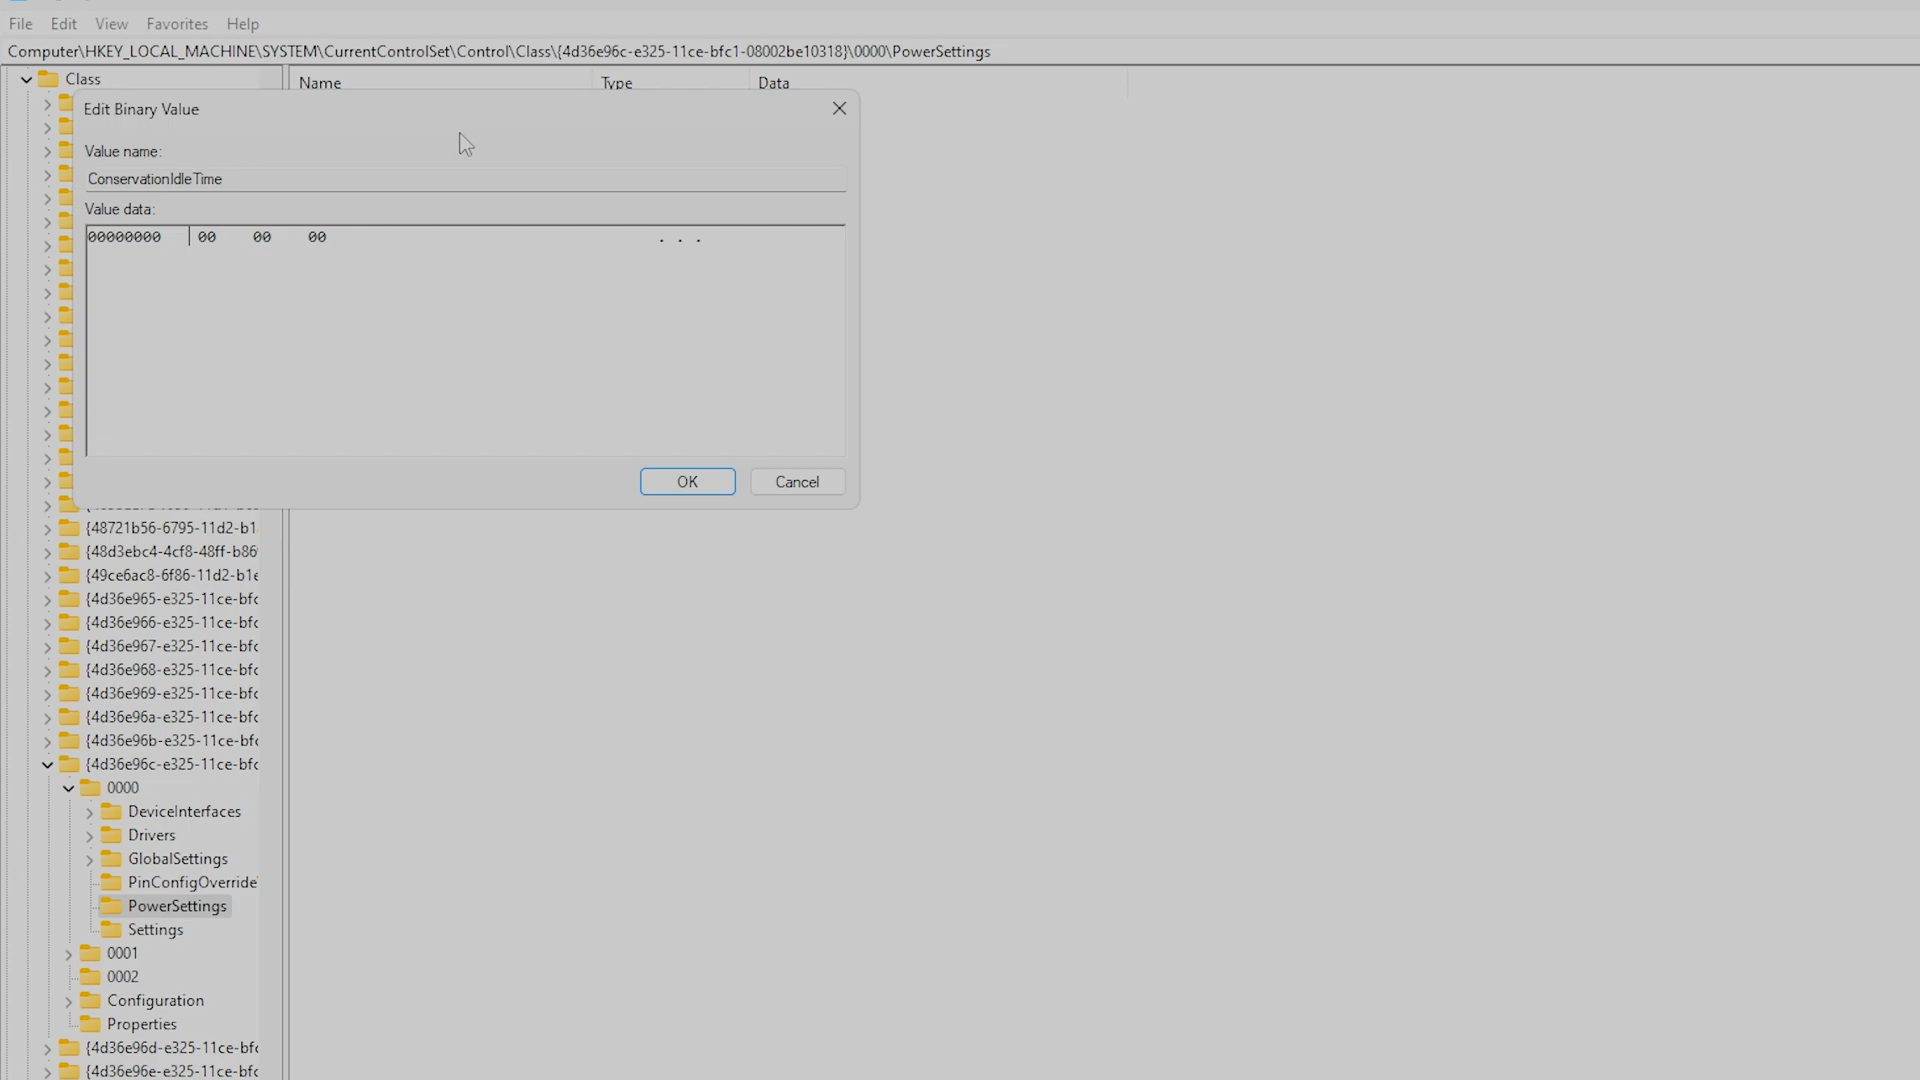 File Edit View Favorites Help
Computer\HKEY_LOCAL_MACHINE\SYSTEM\CurrentControlSet\Control\Class\{4d36e96c-e325-11ce-bfc1-08002be10318}\0000\PowerSettings
Class
Name Type Data
Edit Binary Value
Value name:
ConservationIdleTime
Value data:
00000000 00 00 00 . . .
OK Cancel
{48721b56-6795-11d2-b1
{48d3ebc4-4cf8-48ff-b86
{49ce6ac8-6f86-11d2-b1e
{4d36e965-e325-11ce-bfc
{4d36e966-e325-11ce-bfc
{4d36e967-e325-11ce-bfc
{4d36e968-e325-11ce-bfc
{4d36e969-e325-11ce-bfc
{4d36e96a-e325-11ce-bfc
{4d36e96b-e325-11ce-bfc
{4d36e96c-e325-11ce-bfc
0000
DeviceInterfaces
Drivers
GlobalSettings
PinConfigOverride
PowerSettings
Settings
0001
0002
Configuration
Properties
{4d36e96d-e325-11ce-bfc
{4d36e96e-e325-11ce-bfc